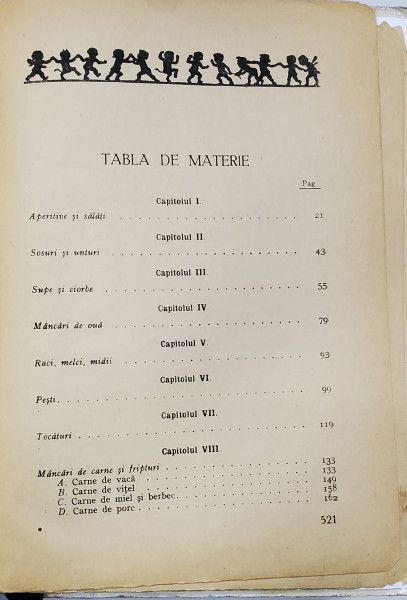 TABLA DE MATERIE
Pag
Capitolul I.
Aperitive și sălăți . . . . . . . . . . . . . . . . 21
Capitolul II
Sosuri și unturi . . . . . . . . . . . . . . . . 43
Capitolul III.
Supe și ciorbe . . . . . . . . . . . . . . . . 55
Capitolul IV
Mâncări de ouă . . . . . . . . . . . . . . . . 79
Capitolul V.
Raci, melci, midii . . . . . . . . . . . . . . . . 93
Capitolul VI.
Pești. . . . . . . . . . . . . . . . . 99
Capitolul VII.
Tocături . . . . . . . . . . . . . . . . 119
Capitolul VIII.
Mâncări de carne și fripturi . . . . . . . . . . . . 133
A. Carne de vacă . . . . . . . . . . . . 133
B. Carne de vițel . . . . . . . . . . . . 149
C. Carne de miel și berbec. . . . . . . . . . . 158
D. Carne de porc . . . . . . . . . . . . 162
521